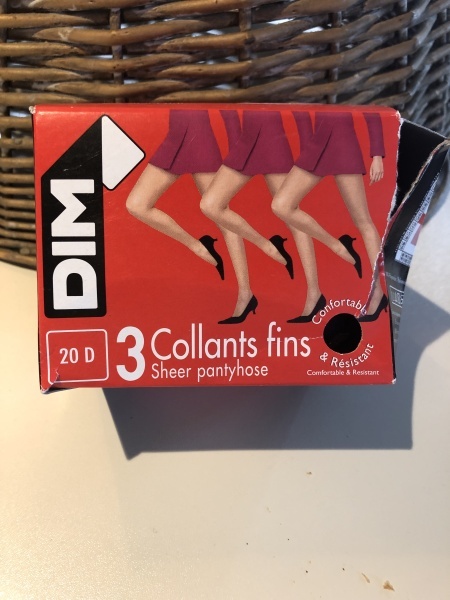 DIM
20 D
3 Collants fins
Sheer pantyhose
Confortable
& Résistant
Comfortable & Resistant